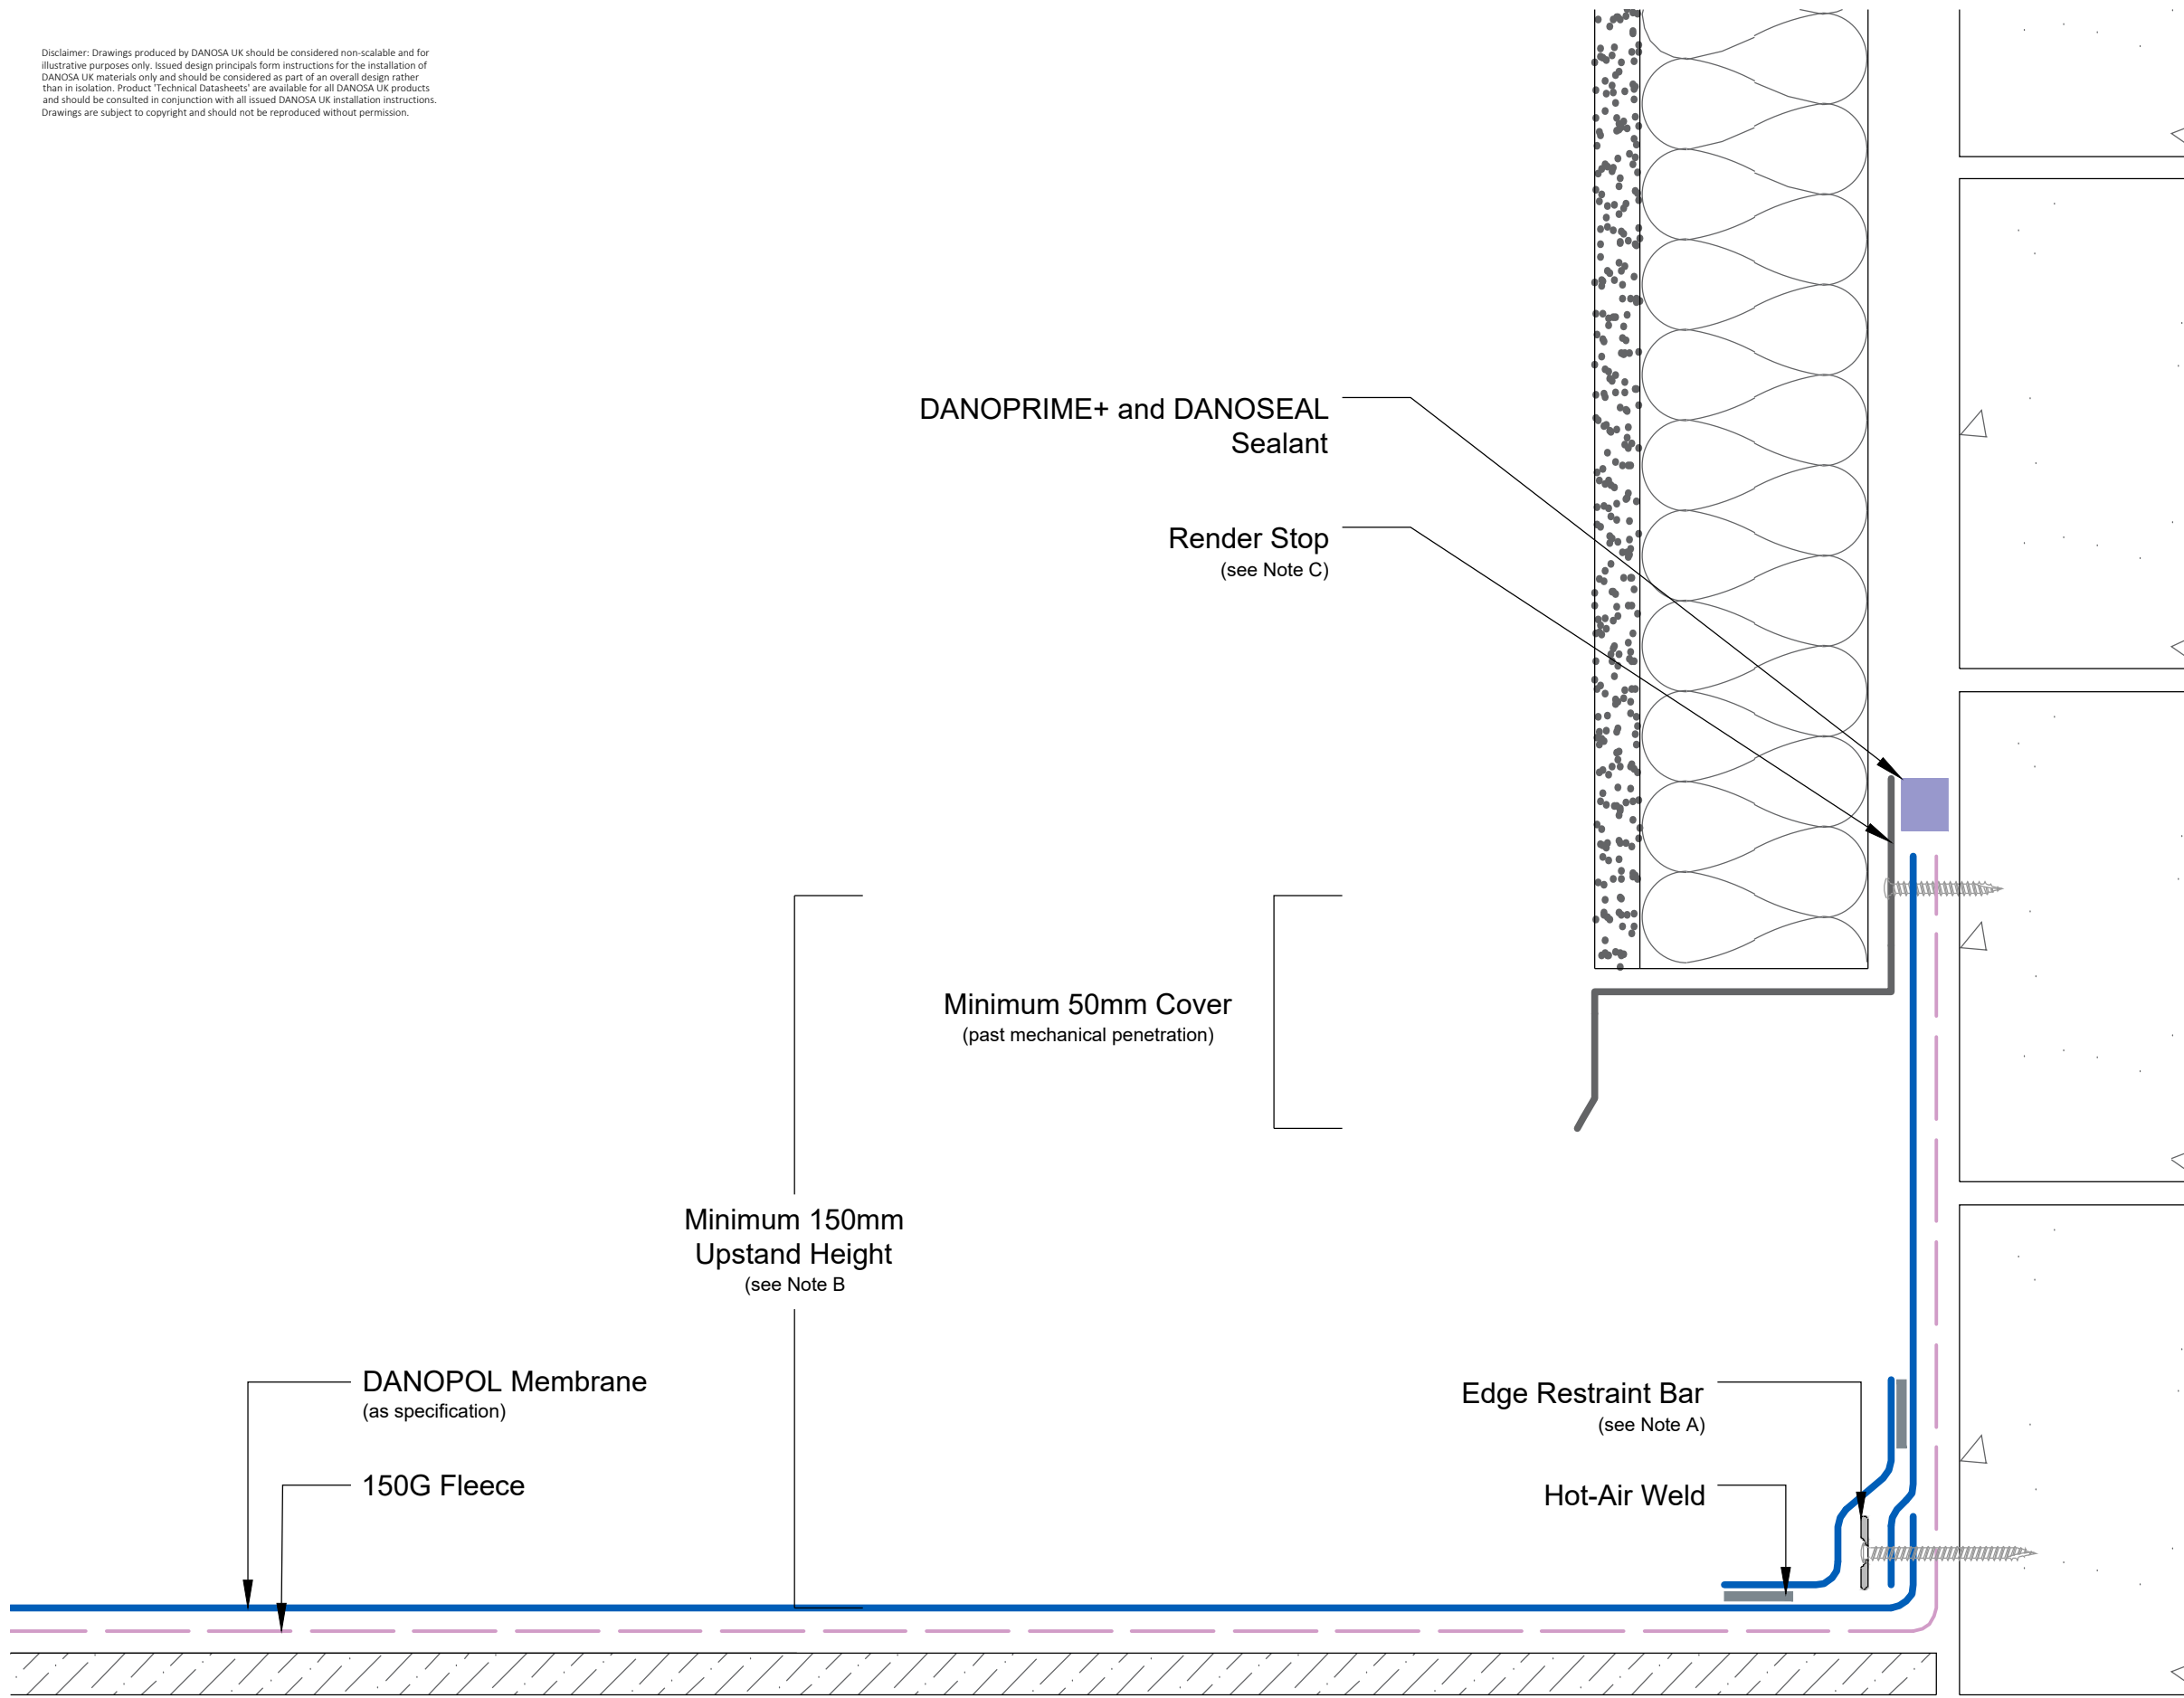 Disclaimer: Drawings produced by DANOSA UK should be considered non-scalable and for
illustrative purposes only. Issued design principals form instructions for the installation of
DANOSA UK materials only and should be considered as part of an overall design rather
than in isolation. Product 'Technical Datasheets' are available for all DANOSA UK products
and should be consulted in conjunction with all issued DANOSA UK installation instructions.
Drawings are subject to copyright and should not be reproduced without permission.
DANOPRIME+ and DANOSEAL
Sealant
Render Stop
(see Note C)
Minimum 50mm Cover
(past mechanical penetration)
Minimum 150mm
Upstand Height
(see Note B
DANOPOL Membrane
(as specification)
150G Fleece
Edge Restraint Bar
(see Note A)
Hot-Air Weld